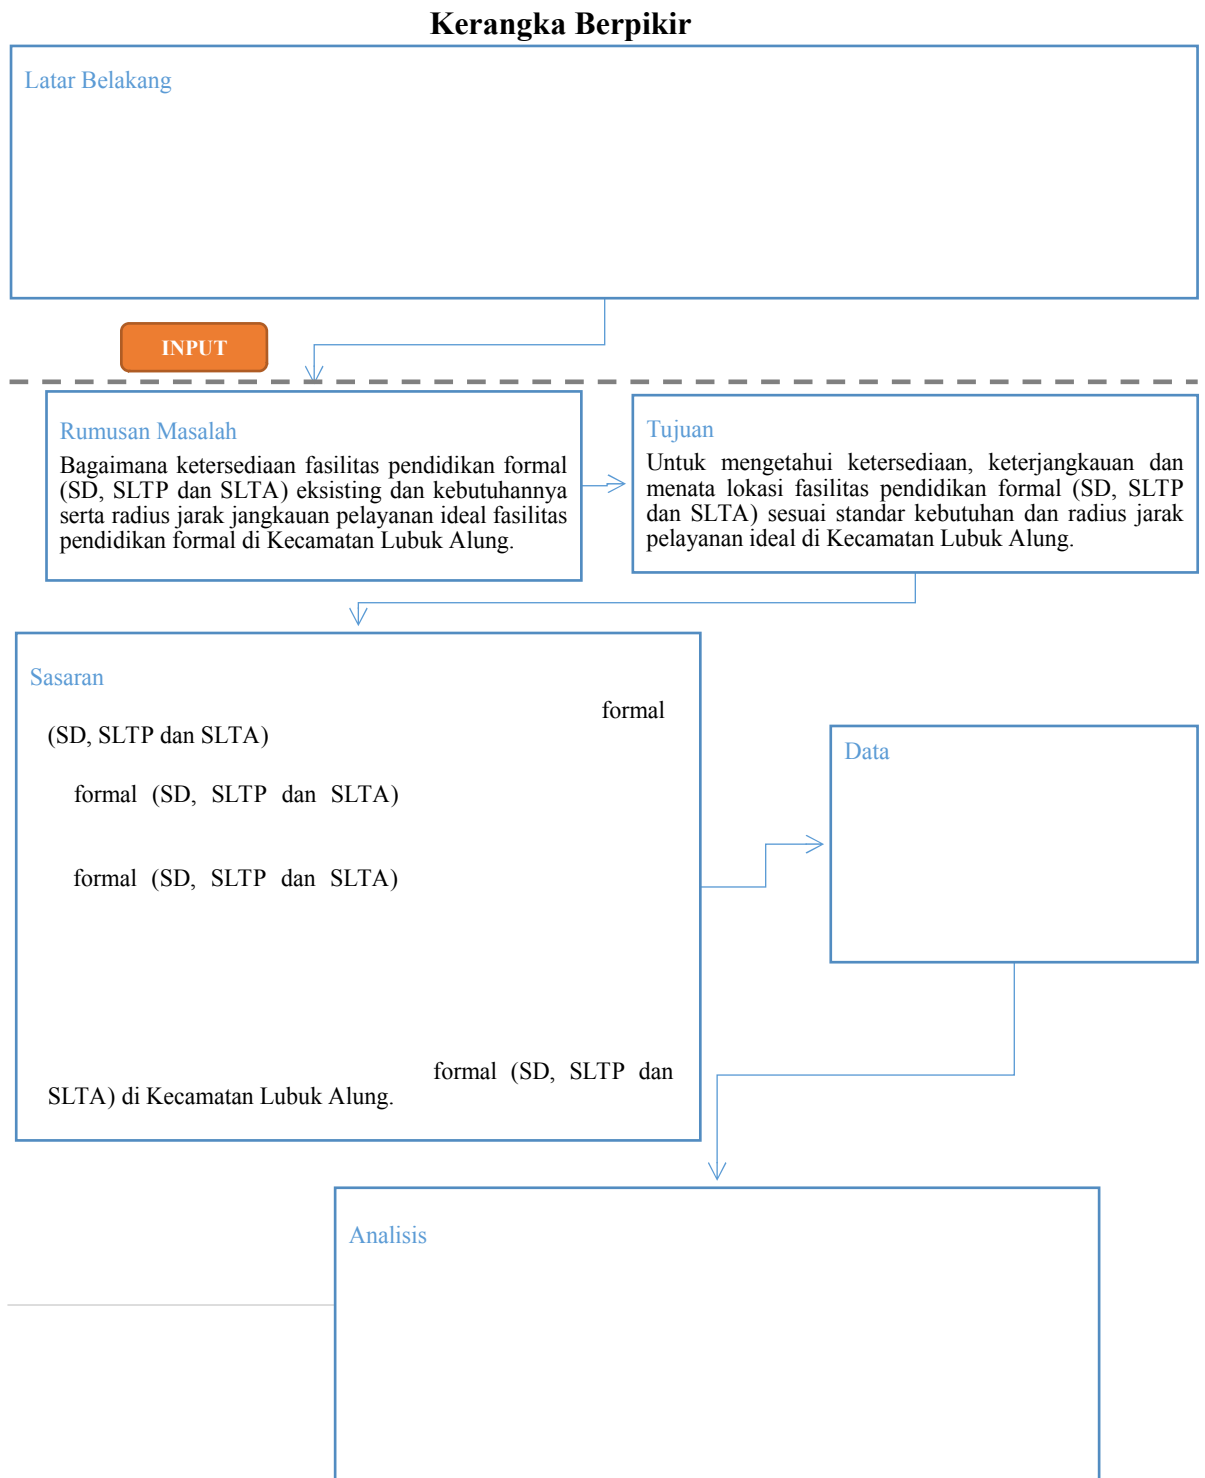 Kerangka Berpikir
Latar Belakang
INPUT
Rumusan Masalah
Bagaimana ketersediaan fasilitas pendidikan formal
(SD, SLTP dan SLTA) eksisting dan kebutuhannya
serta radius jarak jangkauan pelayanan ideal fasilitas
pendidikan formal di Kecamatan Lubuk Alung.
Tujuan
Untuk mengetahui ketersediaan, keterjangkauan dan
menata lokasi fasilitas pendidikan formal (SD, SLTP
dan SLTA) sesuai standar kebutuhan dan radius jarak
pelayanan ideal di Kecamatan Lubuk Alung.
Sasaran
formal
(SD, SLTP dan SLTA)
formal (SD, SLTP dan SLTA)
formal (SD, SLTP dan SLTA)
formal (SD, SLTP dan
SLTA) di Kecamatan Lubuk Alung.
Data
Analisis